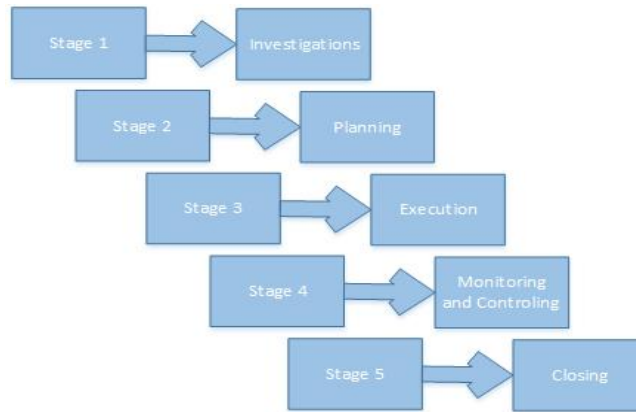 Stage 1
Investigations
Stage 2
Planning
Stage 3
Execution
Stage 4
Monitoring
and Controling
Stage 5
Closing